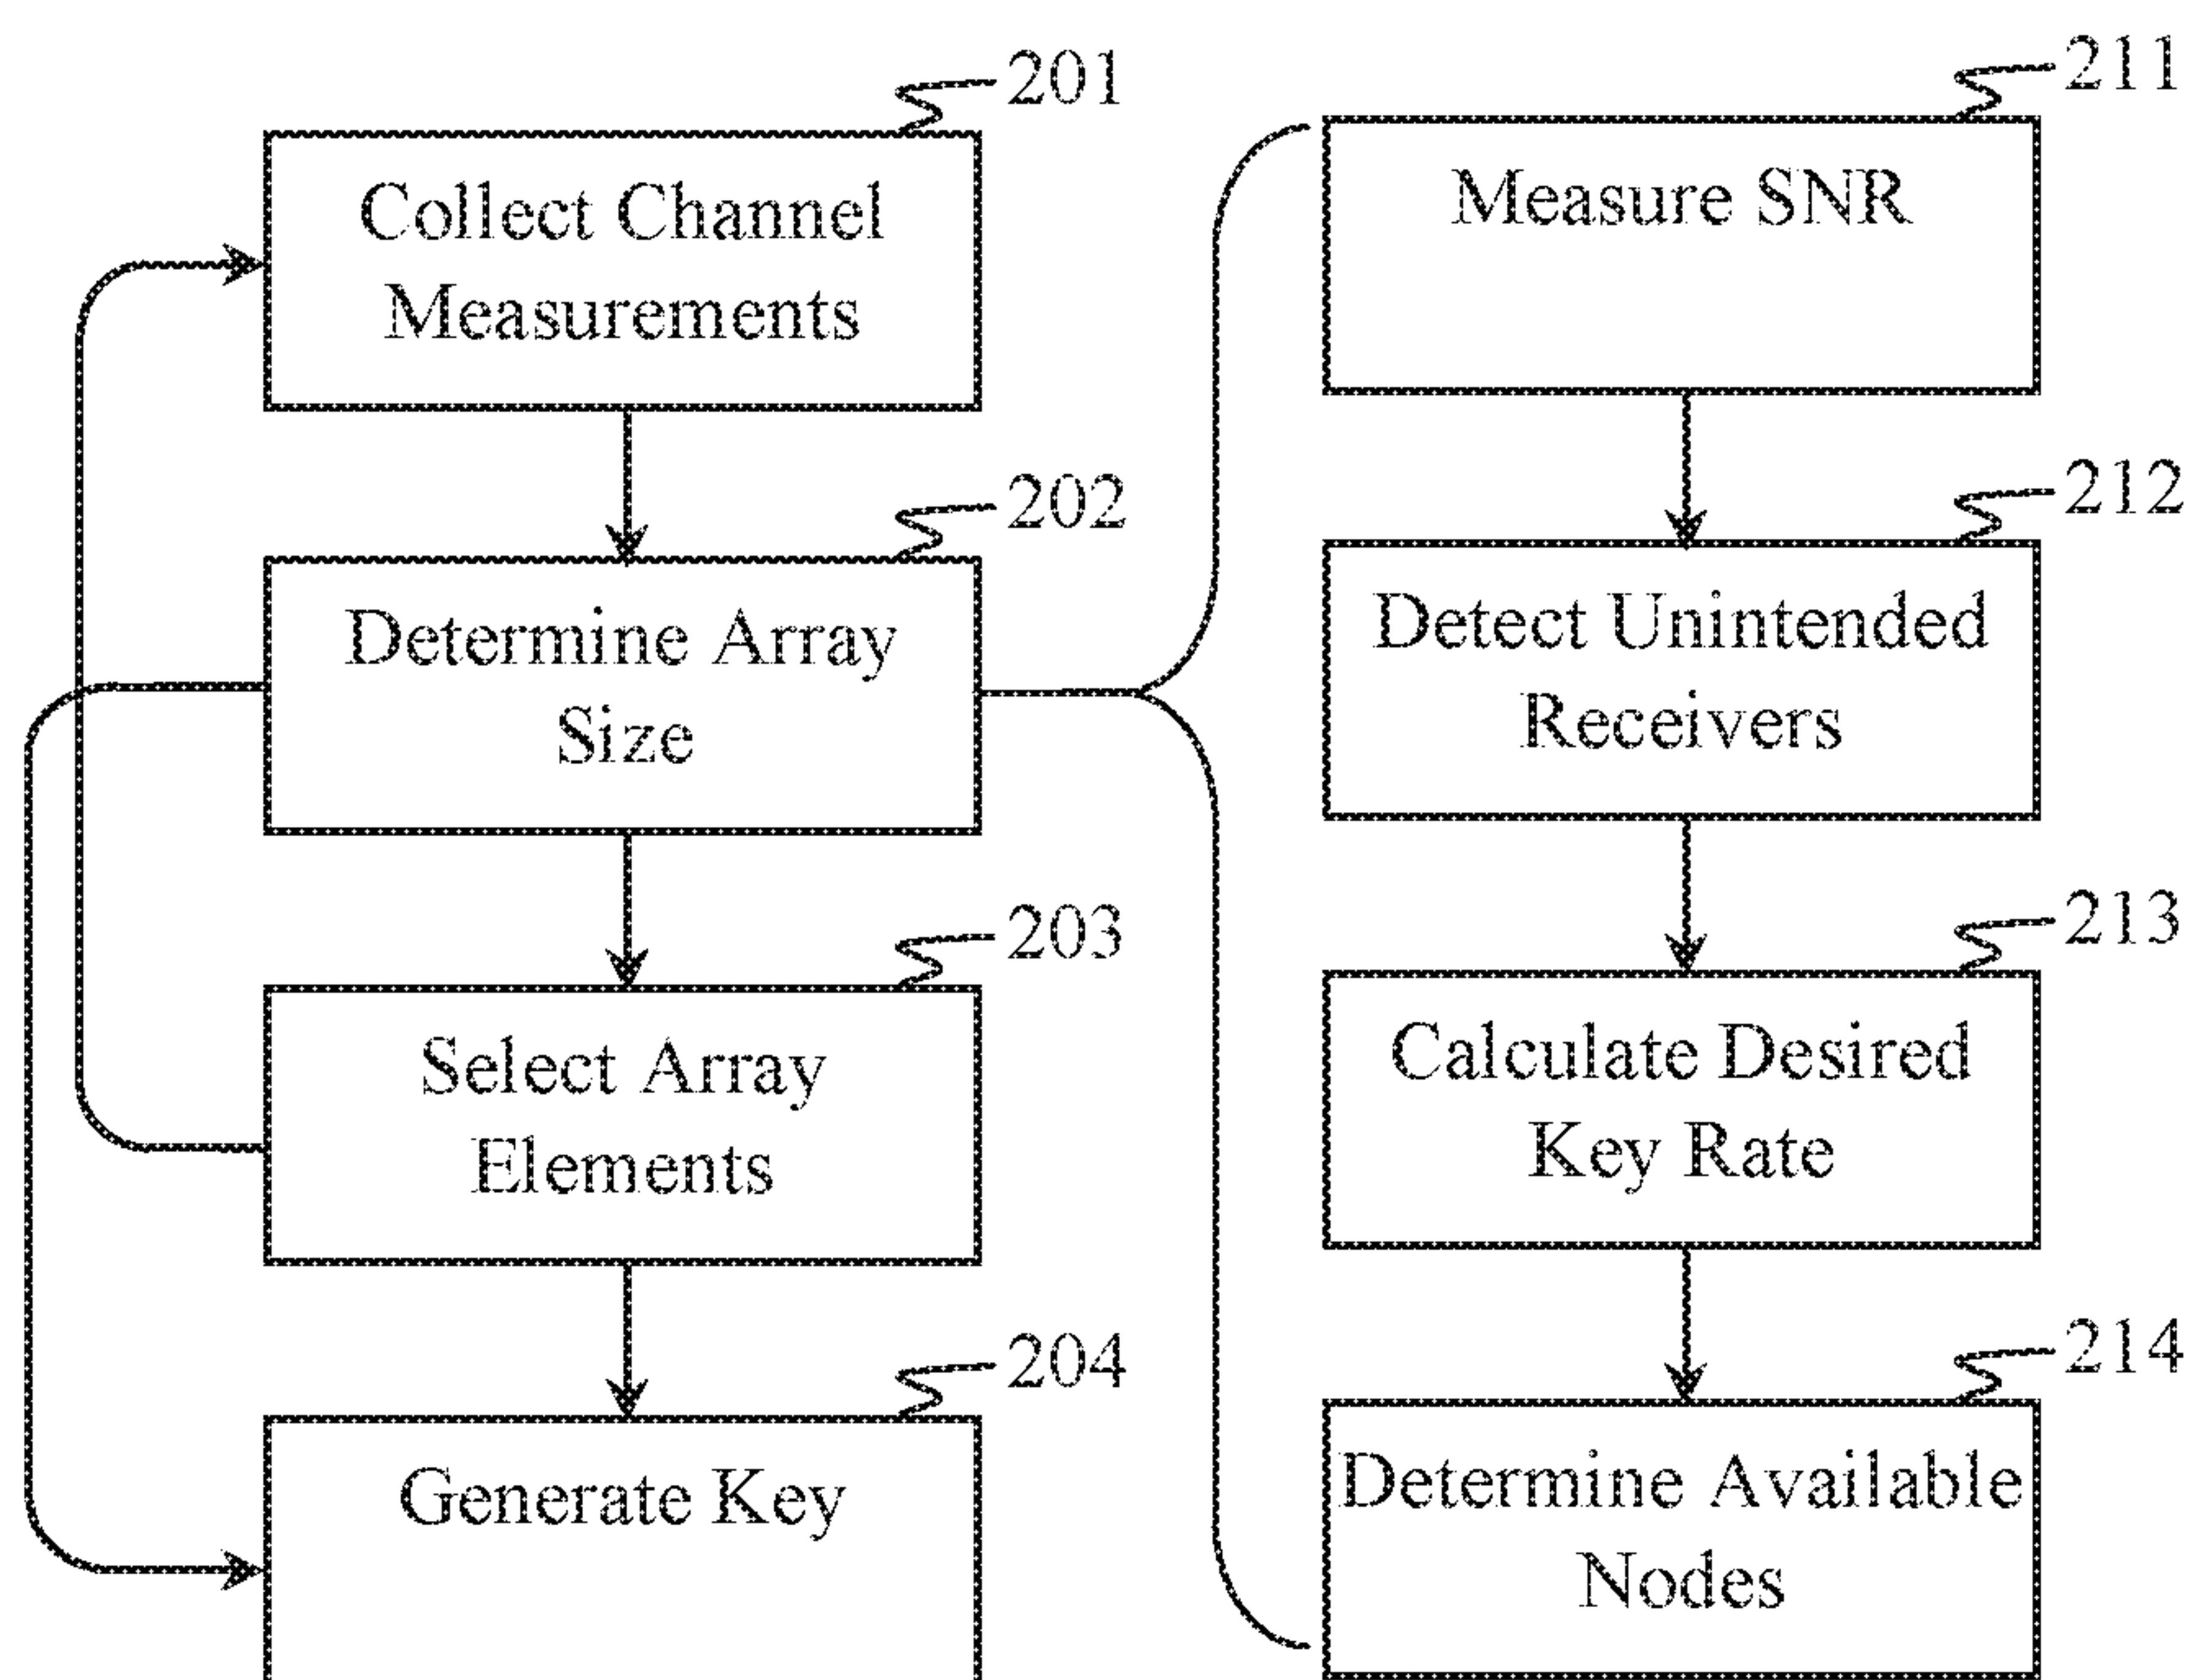 201
Collect Channel
Measurements
202
Determine Array
Size
203
Select Array
Elements
204
Generate Key
211
Measure SNR
212
Detect Unintended
Receivers
213
Calculate Desired
Key Rate
214
Determine Available
Nodes